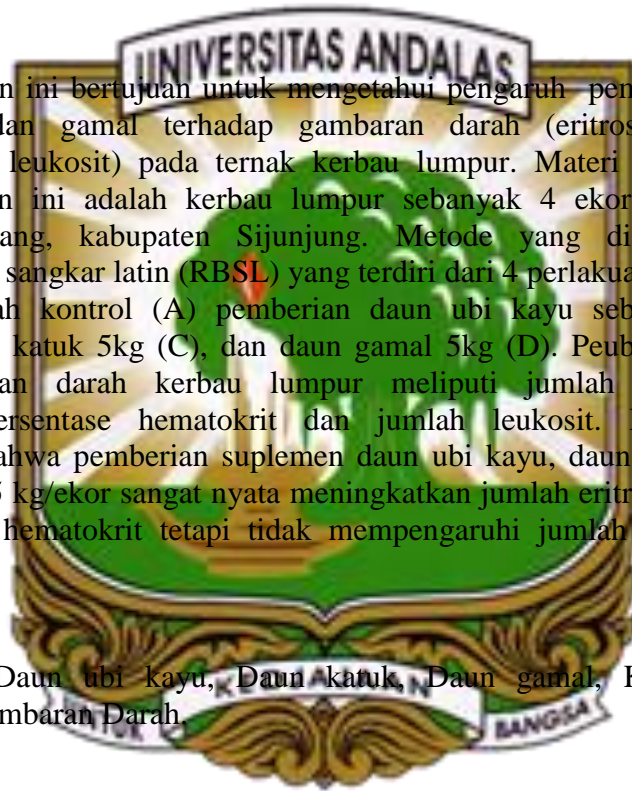 UNIVERSITAS ANDALAS
n ini bertujuan untuk mengetahui pengaruh pen
dan gamal terhadap gambaran darah (eritros
leukosit) pada ternak kerbau lumpur. Materi
n ini adalah kerbau lumpur sebanyak 4 ekor
ang, kabupaten Sijunjung. Metode yang di
sangkar latin (RBSL) yang terdiri dari 4 perlakua
ah kontrol (A) pemberian daun ubi kayu seb
katuk 5kg (C), dan daun gamal 5kg (D). Peub
an darah kerbau lumpur meliputi jumlah
ersentase hematokrit dan jumlah leukosit.
ahwa pemberian suplemen daun ubi kayu, daun
5 kg/ekor sangat nyata meningkatkan jumlah eritr
hematokrit tetapi tidak mempengaruhi jumlah
Daun ubi kayu, Daun katuk, Daun gamal, K
mbaran Darah.
UNTUK KEDJAJAAN BANGSA